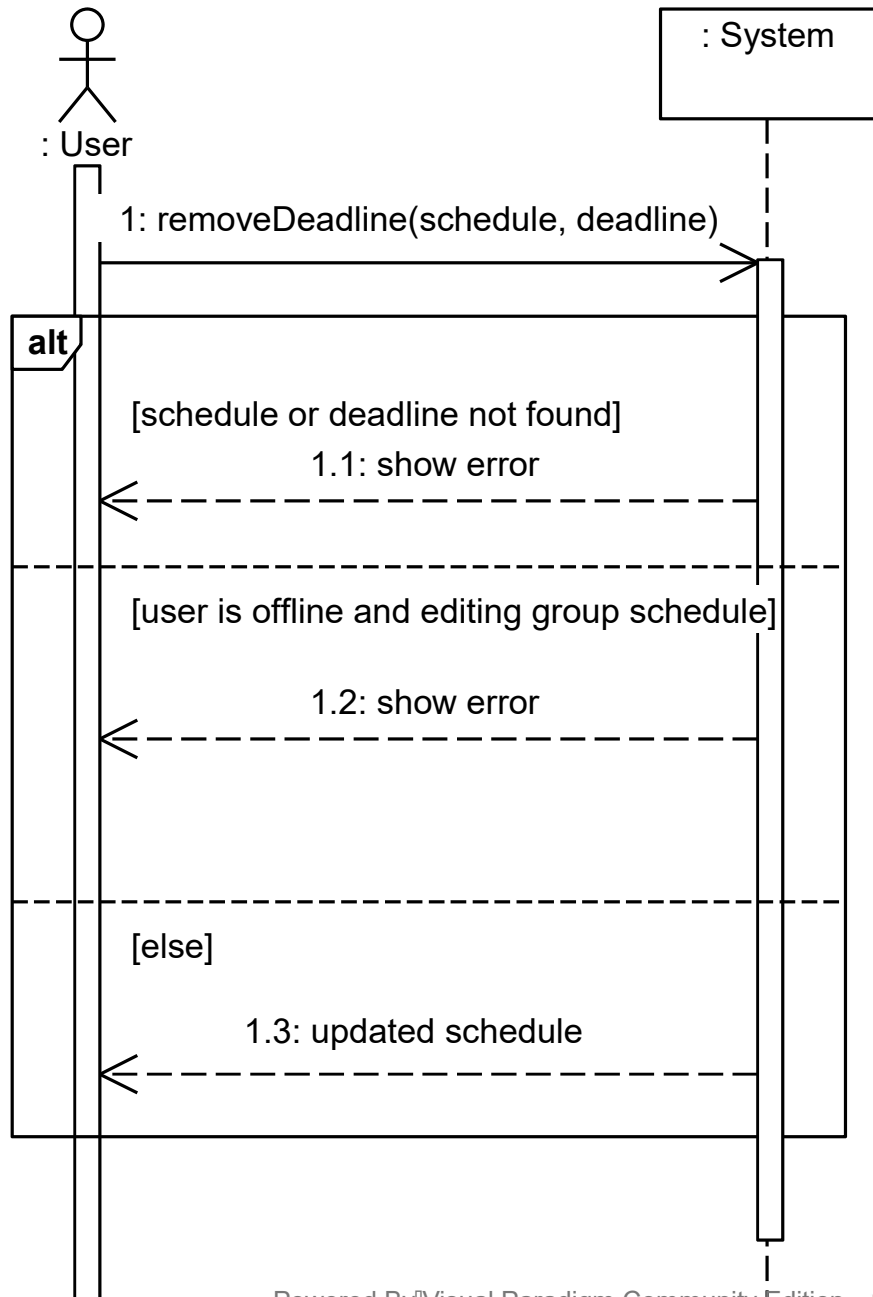 : System
: User
1: removeDeadline(schedule, deadline)
alt
[schedule or deadline not found]
1.1: show error
[user is offline and editing group schedule]
1.2: show error
[else]
1.3: updated schedule
Powered By Visual Paradigm Community Edition